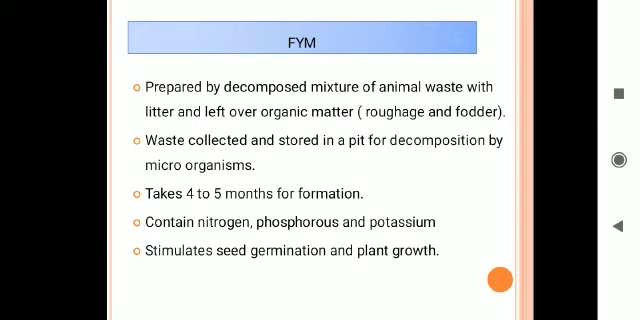 FYM
Prepared by decomposed mixture of animal waste with
litter and left over organic matter ( roughage and fodder).
Waste collected and stored in a pit for decomposition by
micro organisms.
Takes 4 to 5 months for formation.
Contain nitrogen, phosphorous and potassium
Stimulates seed germination and plant growth.